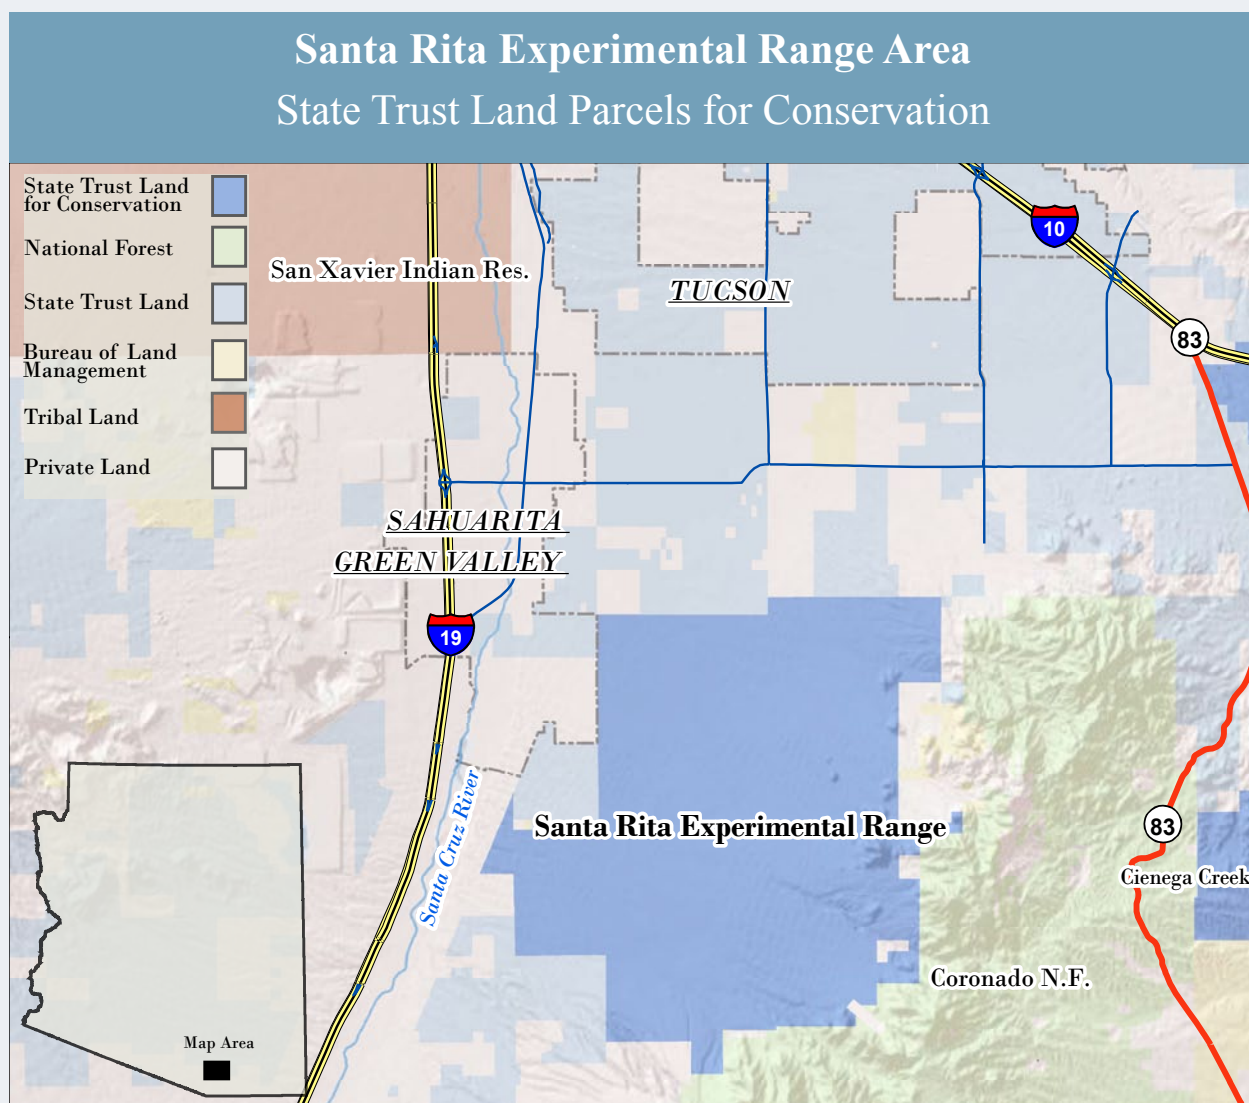 Santa Rita Experimental Range Area
State Trust Land Parcels for Conservation
State Trust Land
for Conservation
National Forest
State Trust Land
Bureau of Land
Management
Tribal Land
Private Land
San Xavier Indian Res.
TUCSON
10
83
SAHUARITA
GREEN VALLEY
19
Santa Cruz River
Santa Rita Experimental Range
83
Cienega Creek
Coronado N.F.
Map Area